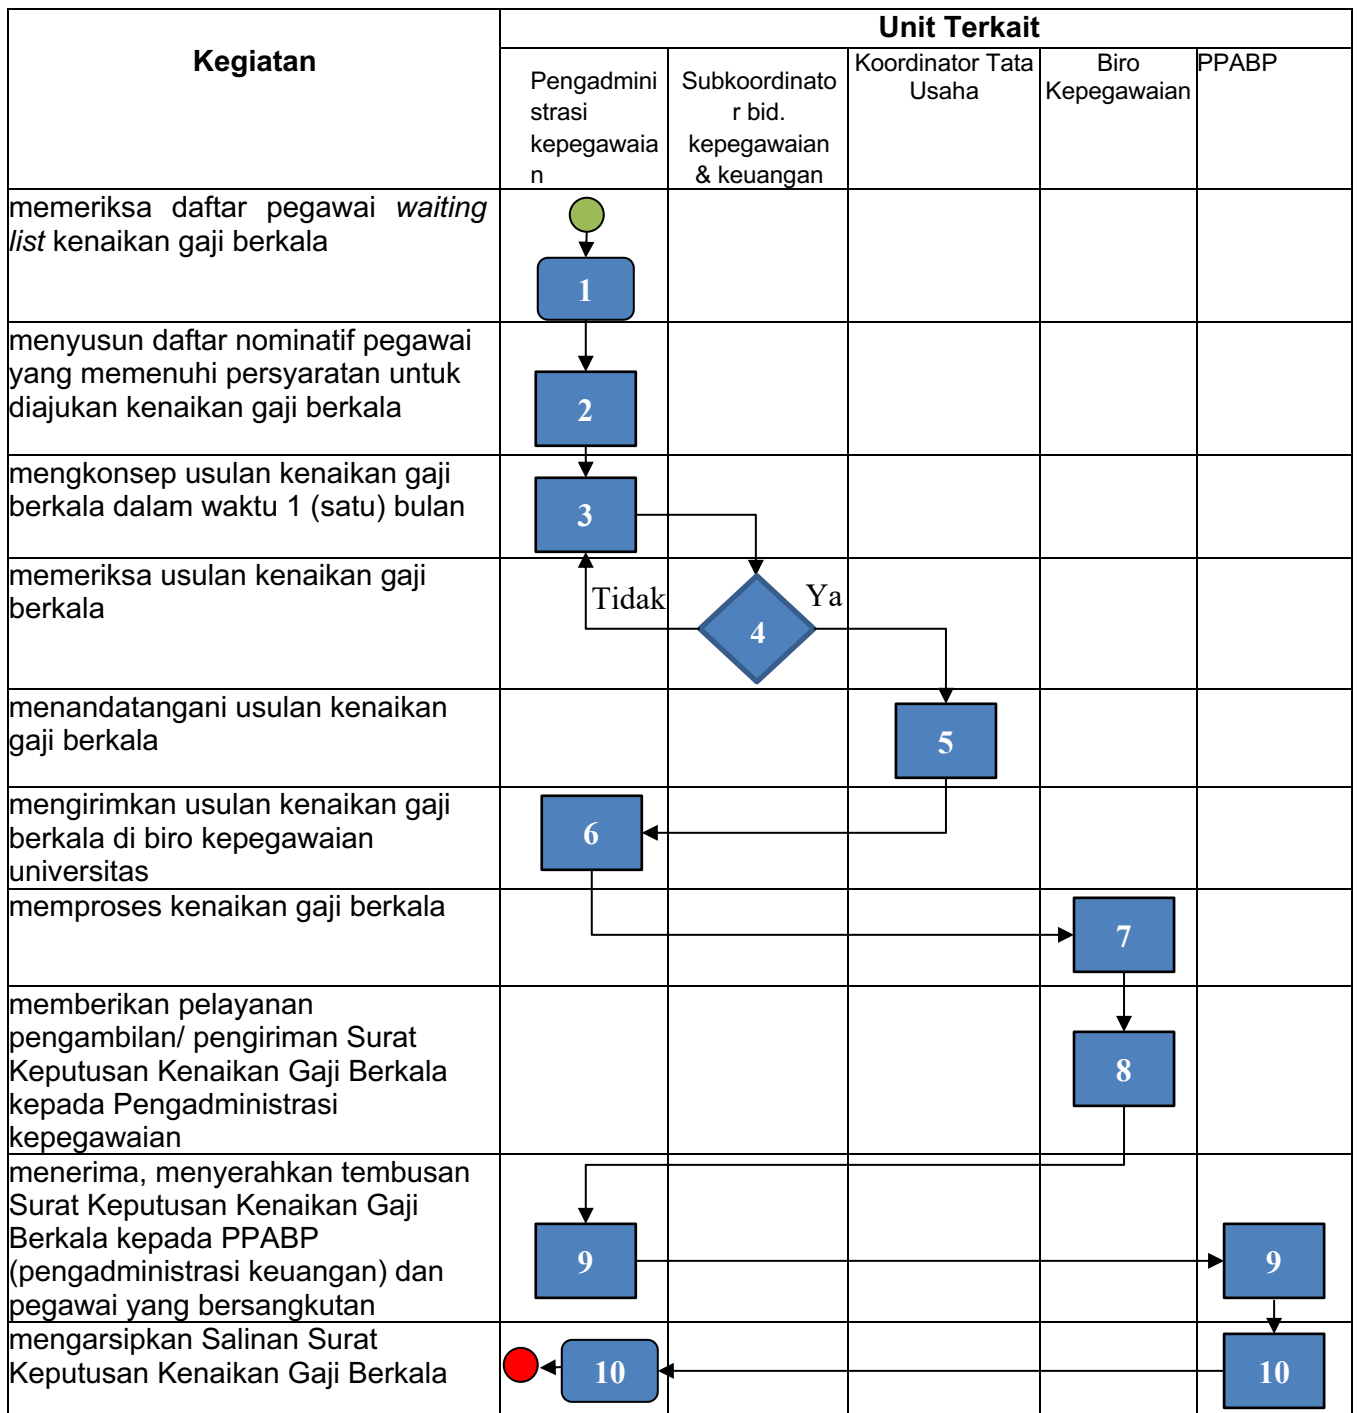 Kegiatan
Unit Terkait
Pengadmini
strasi
kepegawaia
n
Subkoordinato
r bid.
kepegawaian
& keuangan
Koordinator Tata
Usaha
Biro
Kepegawaian
PPABP
memeriksa daftar pegawai waiting
list kenaikan gaji berkala
1
menyusun daftar nominatif pegawai
yang memenuhi persyaratan untuk
diajukan kenaikan gaji berkala
2
mengkonsep usulan kenaikan gaji
berkala dalam waktu 1 (satu) bulan
3
memeriksa usulan kenaikan gaji
berkala
Tidak
4
Ya
menandatangani usulan kenaikan
gaji berkala
5
mengirimkan usulan kenaikan gaji
berkala di biro kepegawaian
universitas
6
memproses kenaikan gaji berkala
7
memberikan pelayanan
pengambilan/ pengiriman Surat
Keputusan Kenaikan Gaji Berkala
kepada Pengadministrasi
kepegawaian
8
menerima, menyerahkan tembusan
Surat Keputusan Kenaikan Gaji
Berkala kepada PPABP
(pengadministrasi keuangan) dan
pegawai yang bersangkutan
9
9
mengarsipkan Salinan Surat
Keputusan Kenaikan Gaji Berkala
10
10